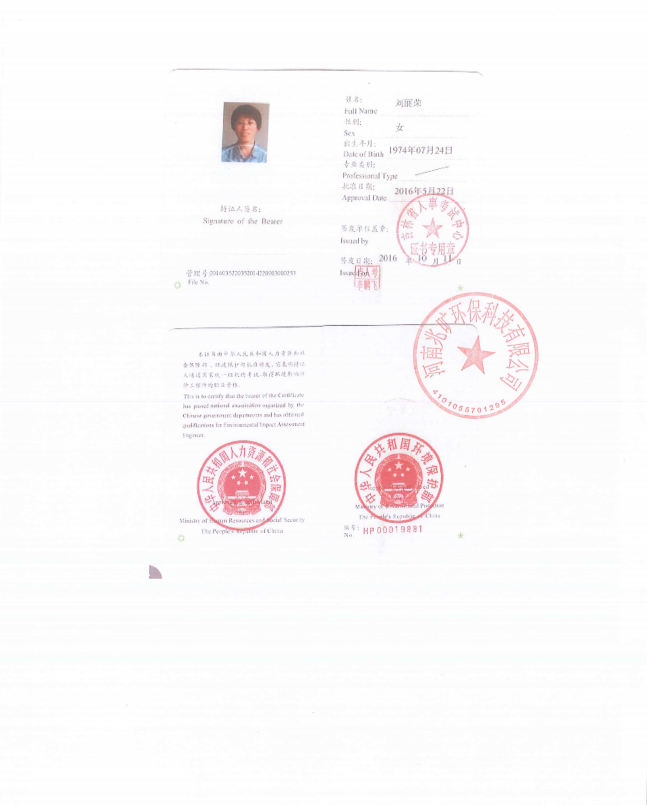 姓名: 刘丽荣
Full Name
性别: 女
Sex
出生年月: 1974年07月24日
Date of Birth
专业类别:
Professional Type
批准日期: 2016年5月22日
Approval Date
持证人签名:
Signature of the Bearer
签发单位盖章:
Issued by
吉林省人事考试中心
证书专用章
签发日期: 2016 年 10 月 11 日
Issued on
管理号:
File No.
河南兆旷环保科技有限公司
4101055701295
本证书由中华人民共和国人力资源和社
会保障部、环境保护部批准颁发,它表明持证
人通过国家统一组织的考试,取得环境影响评
价工程师的职业资格。
This is to certify that the bearer of the Certificate
has passed national examination organized by the
Chinese government departments and has obtained
qualifications for Environmental Impact Assessment
Engineer.
中华人民共和国人力资源和社会保障部
Ministry of Human Resources and Social Security
The People's Republic of China
中华人民共和国环境保护部
Ministry of Environmental Protection
The People's Republic of China
编号: HP 00019881
No.